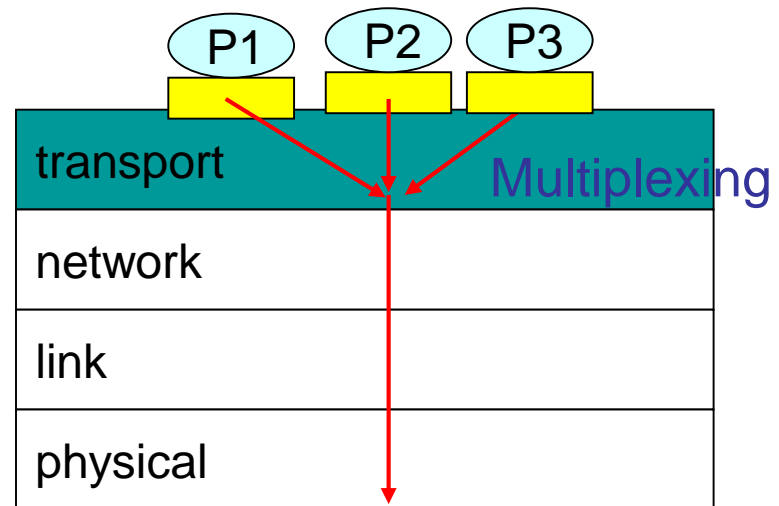 P1 P2 P3
transport
Multiplexing
network
link
physical